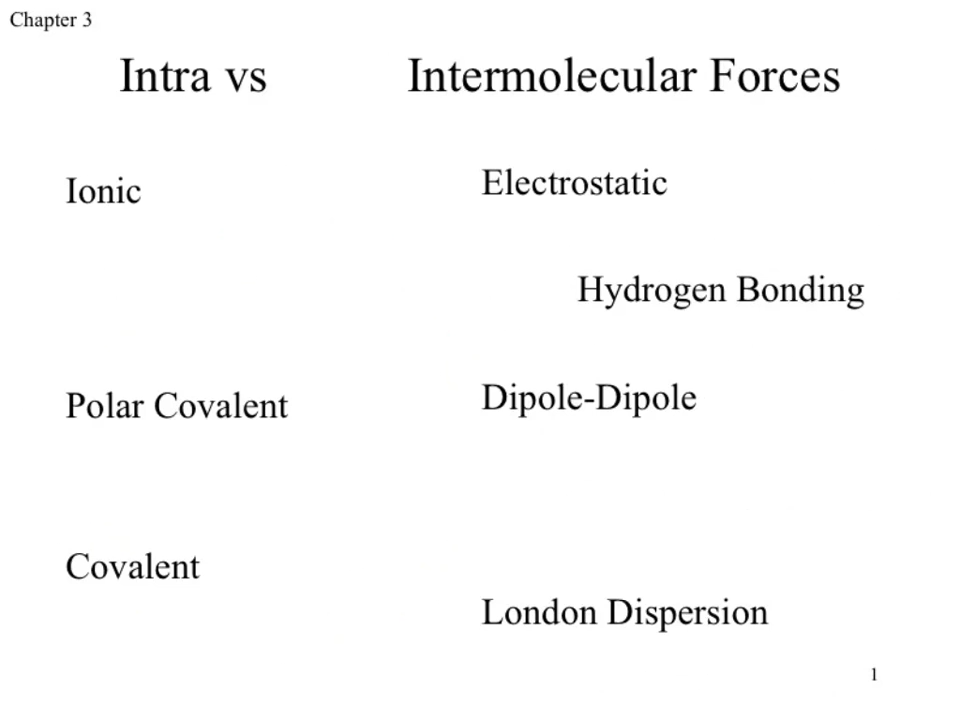 Chapter 3
Intra vs Intermolecular Forces
Ionic
Electrostatic
Hydrogen Bonding
Polar Covalent
Dipole-Dipole
Covalent
London Dispersion
1